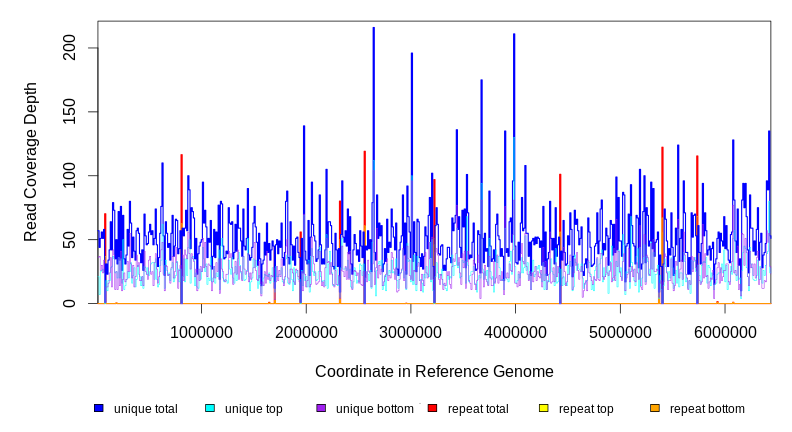 200
150
100
50
0
Read Coverage Depth
1000000 2000000 3000000 4000000 5000000 6000000
Coordinate in Reference Genome
unique total unique top unique bottom repeat total repeat top repeat bottom